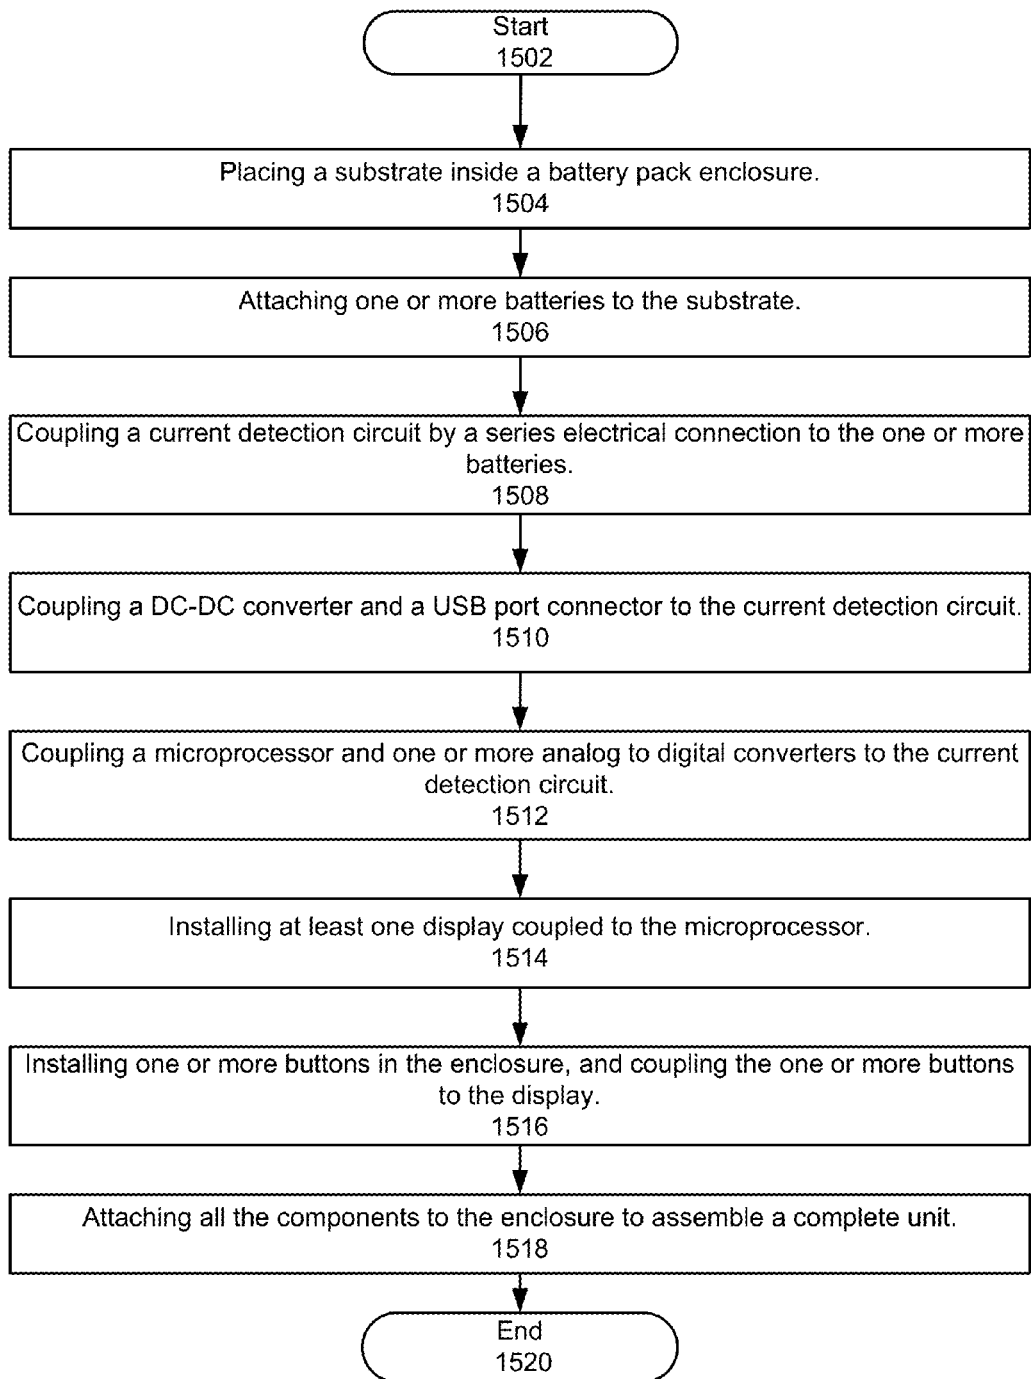 Start
1502
Placing a substrate inside a battery pack enclosure.
1504
Attaching one or more batteries to the substrate.
1506
Coupling a current detection circuit by a series electrical connection to the one or more
batteries.
1508
Coupling a DC-DC converter and a USB port connector to the current detection circuit.
1510
Coupling a microprocessor and one or more analog to digital converters to the current
detection circuit.
1512
Installing at least one display coupled to the microprocessor.
1514
Installing one or more buttons in the enclosure, and coupling the one or more buttons
to the display.
1516
Attaching all the components to the enclosure to assemble a complete unit.
1518
End
1520